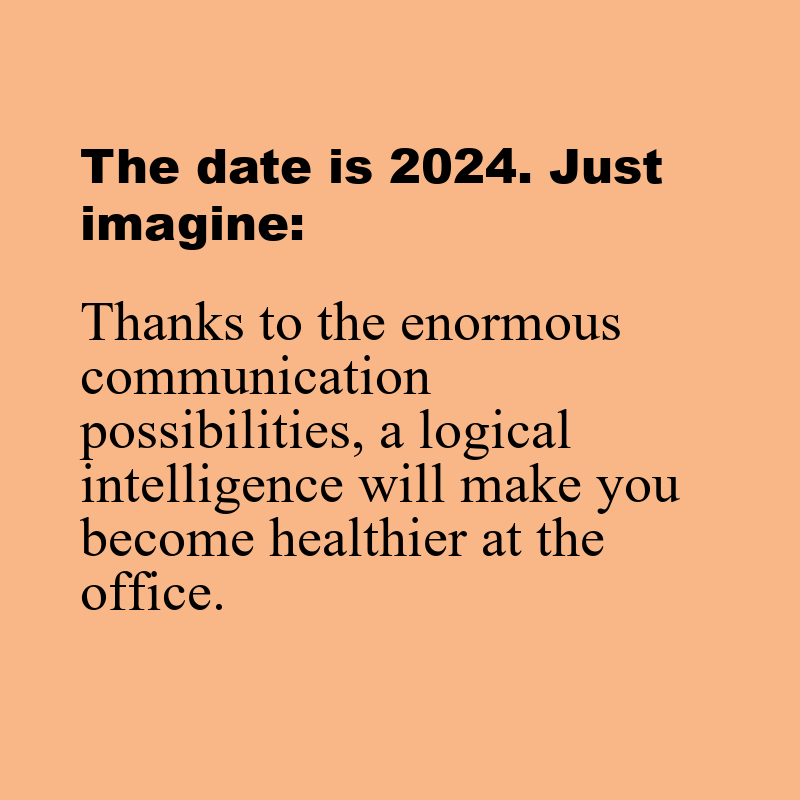 The date is 2024. Just
imagine:
Thanks to the enormous
communication
possibilities, a logical
intelligence will make you
become healthier at the
office.